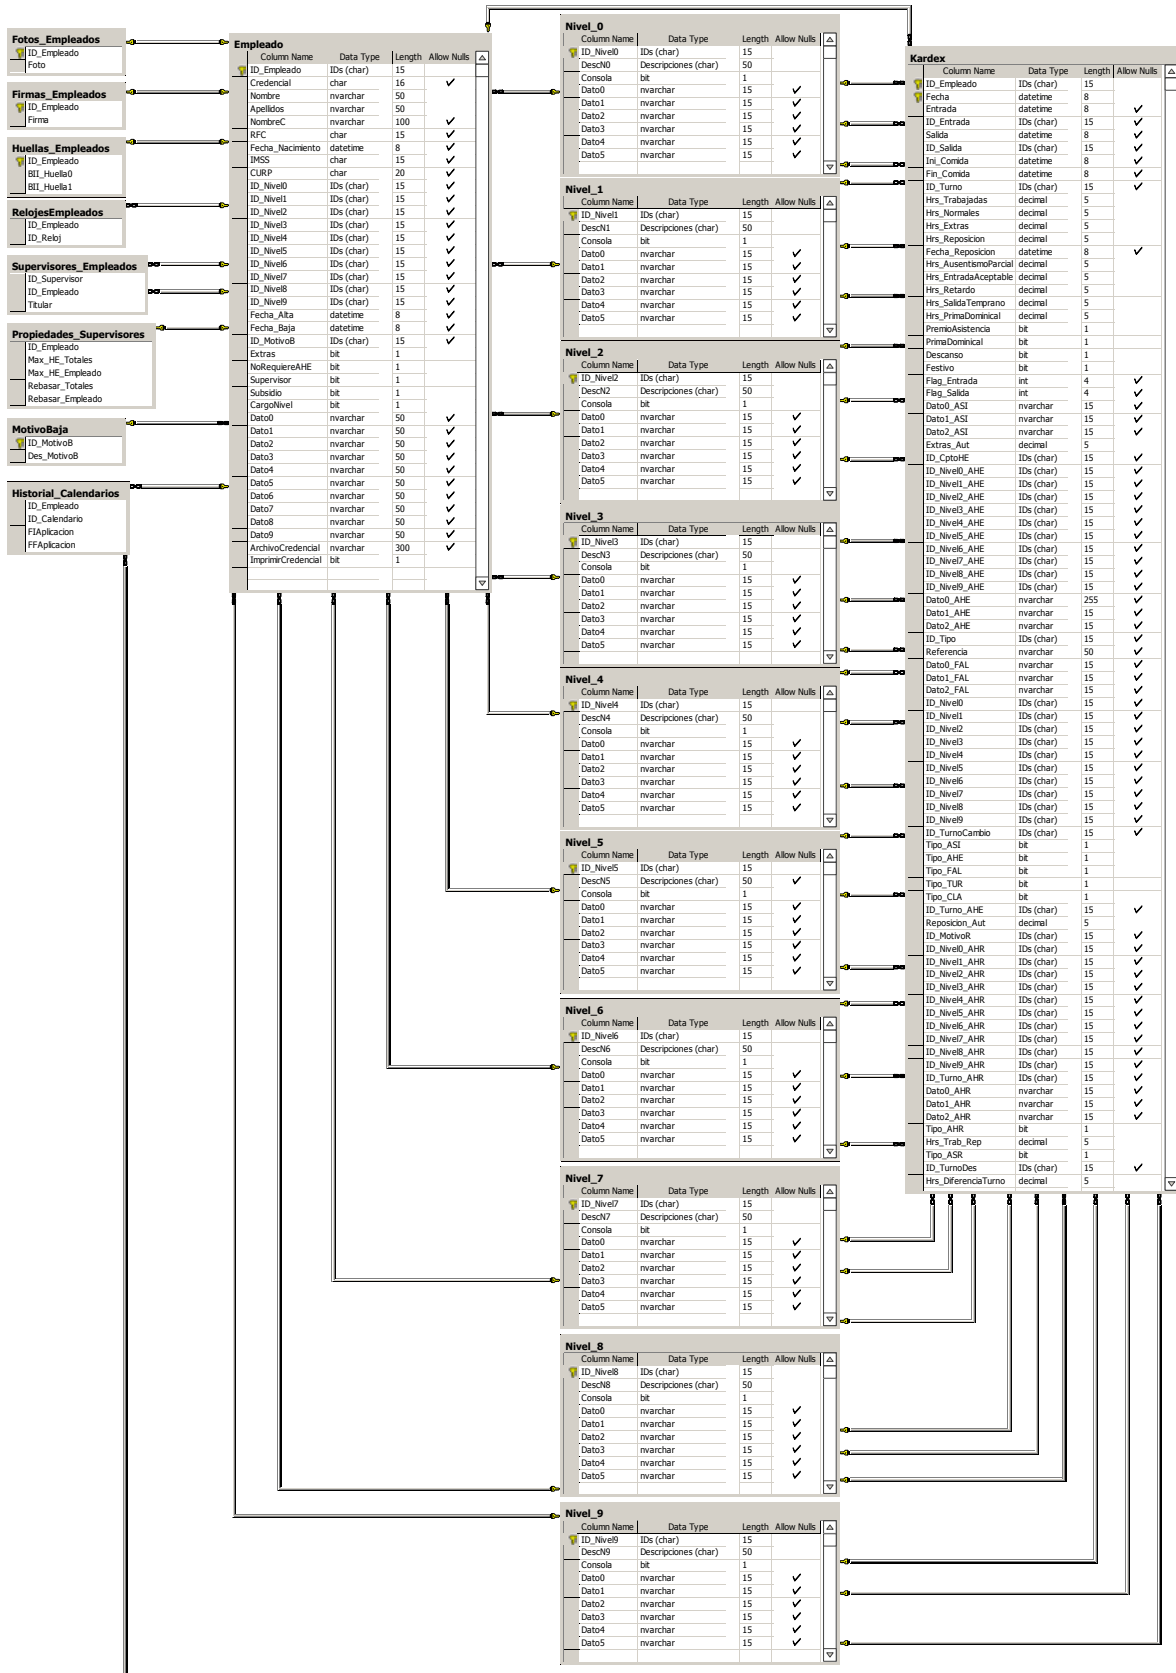 Fotos_Empleados
ID_Empleado
Foto
Firmas_Empleados
ID_Empleado
Firma
Huellas_Empleados
ID_Empleado
BII_Huella0
BII_Huella1
RelojesEmpleados
ID_Empleado
ID_Reloj
Supervisores_Empleados
ID_Supervisor
ID_Empleado
Titular
Propiedades_Supervisores
ID_Empleado
Max_HE_Totales
Max_HE_Empleado
Rebasar_Totales
Rebasar_Empleado
MotivoBaja
ID_MotivoB
Des_MotivoB
Historial_Calendarios
ID_Empleado
ID_Calendario
FIAplicacion
FFAplicacion
Empleado
Column Name Data Type Length Allow Nulls
ID_Empleado IDs (char) 15
Credencial char 16 ✓
Nombre nvarchar 50
Apellidos nvarchar 50
NombreC nvarchar 100 ✓
RFC char 15 ✓
Fecha_Nacimiento datetime 8 ✓
IMSS char 15 ✓
CURP char 20 ✓
ID_Nivel0 IDs (char) 15 ✓
ID_Nivel1 IDs (char) 15 ✓
ID_Nivel2 IDs (char) 15 ✓
ID_Nivel3 IDs (char) 15 ✓
ID_Nivel4 IDs (char) 15 ✓
ID_Nivel5 IDs (char) 15 ✓
ID_Nivel6 IDs (char) 15 ✓
ID_Nivel7 IDs (char) 15 ✓
ID_Nivel8 IDs (char) 15 ✓
ID_Nivel9 IDs (char) 15 ✓
Fecha_Alta datetime 8 ✓
Fecha_Baja datetime 8 ✓
ID_MotivoB IDs (char) 15 ✓
Extras bit 1
NoRequiereAHE bit 1
Supervisor bit 1
Subsidio bit 1
CargoNivel bit 1
Dato0 nvarchar 50 ✓
Dato1 nvarchar 50 ✓
Dato2 nvarchar 50 ✓
Dato3 nvarchar 50 ✓
Dato4 nvarchar 50 ✓
Dato5 nvarchar 50 ✓
Dato6 nvarchar 50 ✓
Dato7 nvarchar 50 ✓
Dato8 nvarchar 50 ✓
Dato9 nvarchar 50 ✓
ArchivoCredencial nvarchar 300 ✓
ImprimirCredencial bit 1
Nivel_0
Column Name Data Type Length Allow Nulls
ID_Nivel0 IDs (char) 15
DescN0 Descripciones (char) 50
Consola bit 1
Dato0 nvarchar 15 ✓
Dato1 nvarchar 15 ✓
Dato2 nvarchar 15 ✓
Dato3 nvarchar 15 ✓
Dato4 nvarchar 15 ✓
Dato5 nvarchar 15 ✓
Nivel_1
Column Name Data Type Length Allow Nulls
ID_Nivel1 IDs (char) 15
DescN1 Descripciones (char) 50
Consola bit 1
Dato0 nvarchar 15 ✓
Dato1 nvarchar 15 ✓
Dato2 nvarchar 15 ✓
Dato3 nvarchar 15 ✓
Dato4 nvarchar 15 ✓
Dato5 nvarchar 15 ✓
Nivel_2
Column Name Data Type Length Allow Nulls
ID_Nivel2 IDs (char) 15
DescN2 Descripciones (char) 50
Consola bit 1
Dato0 nvarchar 15 ✓
Dato1 nvarchar 15 ✓
Dato2 nvarchar 15 ✓
Dato3 nvarchar 15 ✓
Dato4 nvarchar 15 ✓
Dato5 nvarchar 15 ✓
Nivel_3
Column Name Data Type Length Allow Nulls
ID_Nivel3 IDs (char) 15
DescN3 Descripciones (char) 50
Consola bit 1
Dato0 nvarchar 15 ✓
Dato1 nvarchar 15 ✓
Dato2 nvarchar 15 ✓
Dato3 nvarchar 15 ✓
Dato4 nvarchar 15 ✓
Dato5 nvarchar 15 ✓
Nivel_4
Column Name Data Type Length Allow Nulls
ID_Nivel4 IDs (char) 15
DescN4 Descripciones (char) 50
Consola bit 1
Dato0 nvarchar 15 ✓
Dato1 nvarchar 15 ✓
Dato2 nvarchar 15 ✓
Dato3 nvarchar 15 ✓
Dato4 nvarchar 15 ✓
Dato5 nvarchar 15 ✓
Nivel_5
Column Name Data Type Length Allow Nulls
ID_Nivel5 IDs (char) 15
DescN5 Descripciones (char) 50 ✓
Consola bit 1
Dato0 nvarchar 15 ✓
Dato1 nvarchar 15 ✓
Dato2 nvarchar 15 ✓
Dato3 nvarchar 15 ✓
Dato4 nvarchar 15 ✓
Dato5 nvarchar 15 ✓
Nivel_6
Column Name Data Type Length Allow Nulls
ID_Nivel6 IDs (char) 15
DescN6 Descripciones (char) 50
Consola bit 1
Dato0 nvarchar 15 ✓
Dato1 nvarchar 15 ✓
Dato2 nvarchar 15 ✓
Dato3 nvarchar 15 ✓
Dato4 nvarchar 15 ✓
Dato5 nvarchar 15 ✓
Nivel_7
Column Name Data Type Length Allow Nulls
ID_Nivel7 IDs (char) 15
DescN7 Descripciones (char) 50
Consola bit 1
Dato0 nvarchar 15 ✓
Dato1 nvarchar 15 ✓
Dato2 nvarchar 15 ✓
Dato3 nvarchar 15 ✓
Dato4 nvarchar 15 ✓
Dato5 nvarchar 15 ✓
Nivel_8
Column Name Data Type Length Allow Nulls
ID_Nivel8 IDs (char) 15
DescN8 Descripciones (char) 50
Consola bit 1
Dato0 nvarchar 15 ✓
Dato1 nvarchar 15 ✓
Dato2 nvarchar 15 ✓
Dato3 nvarchar 15 ✓
Dato4 nvarchar 15 ✓
Dato5 nvarchar 15 ✓
Nivel_9
Column Name Data Type Length Allow Nulls
ID_Nivel9 IDs (char) 15
DescN9 Descripciones (char) 50
Consola bit 1
Dato0 nvarchar 15 ✓
Dato1 nvarchar 15 ✓
Dato2 nvarchar 15 ✓
Dato3 nvarchar 15 ✓
Dato4 nvarchar 15 ✓
Dato5 nvarchar 15 ✓
Kardex
Column Name Data Type Length Allow Nulls
ID_Empleado IDs (char) 15
Fecha datetime 8
Entrada datetime 8 ✓
ID_Entrada IDs (char) 15 ✓
Salida datetime 8 ✓
ID_Salida IDs (char) 15 ✓
Ini_Comida datetime 8 ✓
Fin_Comida datetime 8 ✓
ID_Turno IDs (char) 15 ✓
Hrs_Trabajadas decimal 5
Hrs_Normales decimal 5
Hrs_Extras decimal 5
Hrs_Reposicion decimal 5
Fecha_Reposicion datetime 8 ✓
Hrs_AusentismoParcial decimal 5
Hrs_EntradaAceptable decimal 5
Hrs_Retardo decimal 5
Hrs_SalidaTemprano decimal 5
Hrs_PrimaDominical decimal 5
PremioAsistencia bit 1
PrimaDominical bit 1
Descanso bit 1
Festivo bit 1
Flag_Entrada int 4 ✓
Flag_Salida int 4 ✓
Dato0_ASI nvarchar 15 ✓
Dato1_ASI nvarchar 15 ✓
Dato2_ASI nvarchar 15 ✓
Extras_Aut decimal 5
ID_CptoHE IDs (char) 15 ✓
ID_Nivel0_AHE IDs (char) 15 ✓
ID_Nivel1_AHE IDs (char) 15 ✓
ID_Nivel2_AHE IDs (char) 15 ✓
ID_Nivel3_AHE IDs (char) 15 ✓
ID_Nivel4_AHE IDs (char) 15 ✓
ID_Nivel5_AHE IDs (char) 15 ✓
ID_Nivel6_AHE IDs (char) 15 ✓
ID_Nivel7_AHE IDs (char) 15 ✓
ID_Nivel8_AHE IDs (char) 15 ✓
ID_Nivel9_AHE IDs (char) 15 ✓
Dato0_AHE nvarchar 255 ✓
Dato1_AHE nvarchar 15 ✓
Dato2_AHE nvarchar 15 ✓
ID_Tipo IDs (char) 15 ✓
Referencia nvarchar 50 ✓
Dato0_FAL nvarchar 15 ✓
Dato1_FAL nvarchar 15 ✓
Dato2_FAL nvarchar 15 ✓
ID_Nivel0 IDs (char) 15 ✓
ID_Nivel1 IDs (char) 15 ✓
ID_Nivel2 IDs (char) 15 ✓
ID_Nivel3 IDs (char) 15 ✓
ID_Nivel4 IDs (char) 15 ✓
ID_Nivel5 IDs (char) 15 ✓
ID_Nivel6 IDs (char) 15 ✓
ID_Nivel7 IDs (char) 15 ✓
ID_Nivel8 IDs (char) 15 ✓
ID_Nivel9 IDs (char) 15 ✓
ID_TurnoCambio IDs (char) 15 ✓
Tipo_ASI bit 1
Tipo_AHE bit 1
Tipo_FAL bit 1
Tipo_TUR bit 1
Tipo_CLA bit 1
ID_Turno_AHE IDs (char) 15 ✓
Reposicion_Aut decimal 5
ID_MotivoR IDs (char) 15 ✓
ID_Nivel0_AHR IDs (char) 15 ✓
ID_Nivel1_AHR IDs (char) 15 ✓
ID_Nivel2_AHR IDs (char) 15 ✓
ID_Nivel3_AHR IDs (char) 15 ✓
ID_Nivel4_AHR IDs (char) 15 ✓
ID_Nivel5_AHR IDs (char) 15 ✓
ID_Nivel6_AHR IDs (char) 15 ✓
ID_Nivel7_AHR IDs (char) 15 ✓
ID_Nivel8_AHR IDs (char) 15 ✓
ID_Nivel9_AHR IDs (char) 15 ✓
ID_Turno_AHR IDs (char) 15 ✓
Dato0_AHR nvarchar 15 ✓
Dato1_AHR nvarchar 15 ✓
Dato2_AHR nvarchar 15 ✓
Tipo_AHR bit 1
Hrs_Trab_Rep decimal 5
Tipo_ASR bit 1
ID_TurnoDes IDs (char) 15 ✓
Hrs_DiferenciaTurno decimal 5